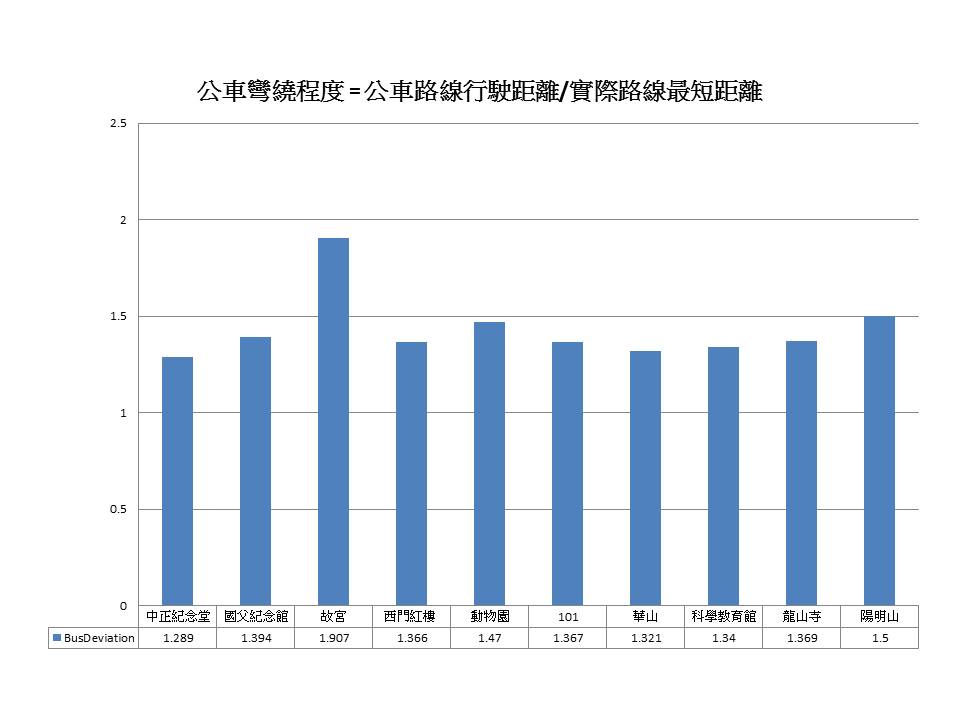 公車彎繞程度 = 公車路線行駛距離/實際路線最短距離
2.5
2
1.5
1
0.5
0
中正紀念堂 國父紀念館 故宮 西門紅樓 動物園 101 華山 科學教育館 龍山寺 陽明山
BusDeviation 1.289 1.394 1.907 1.366 1.47 1.367 1.321 1.34 1.369 1.5